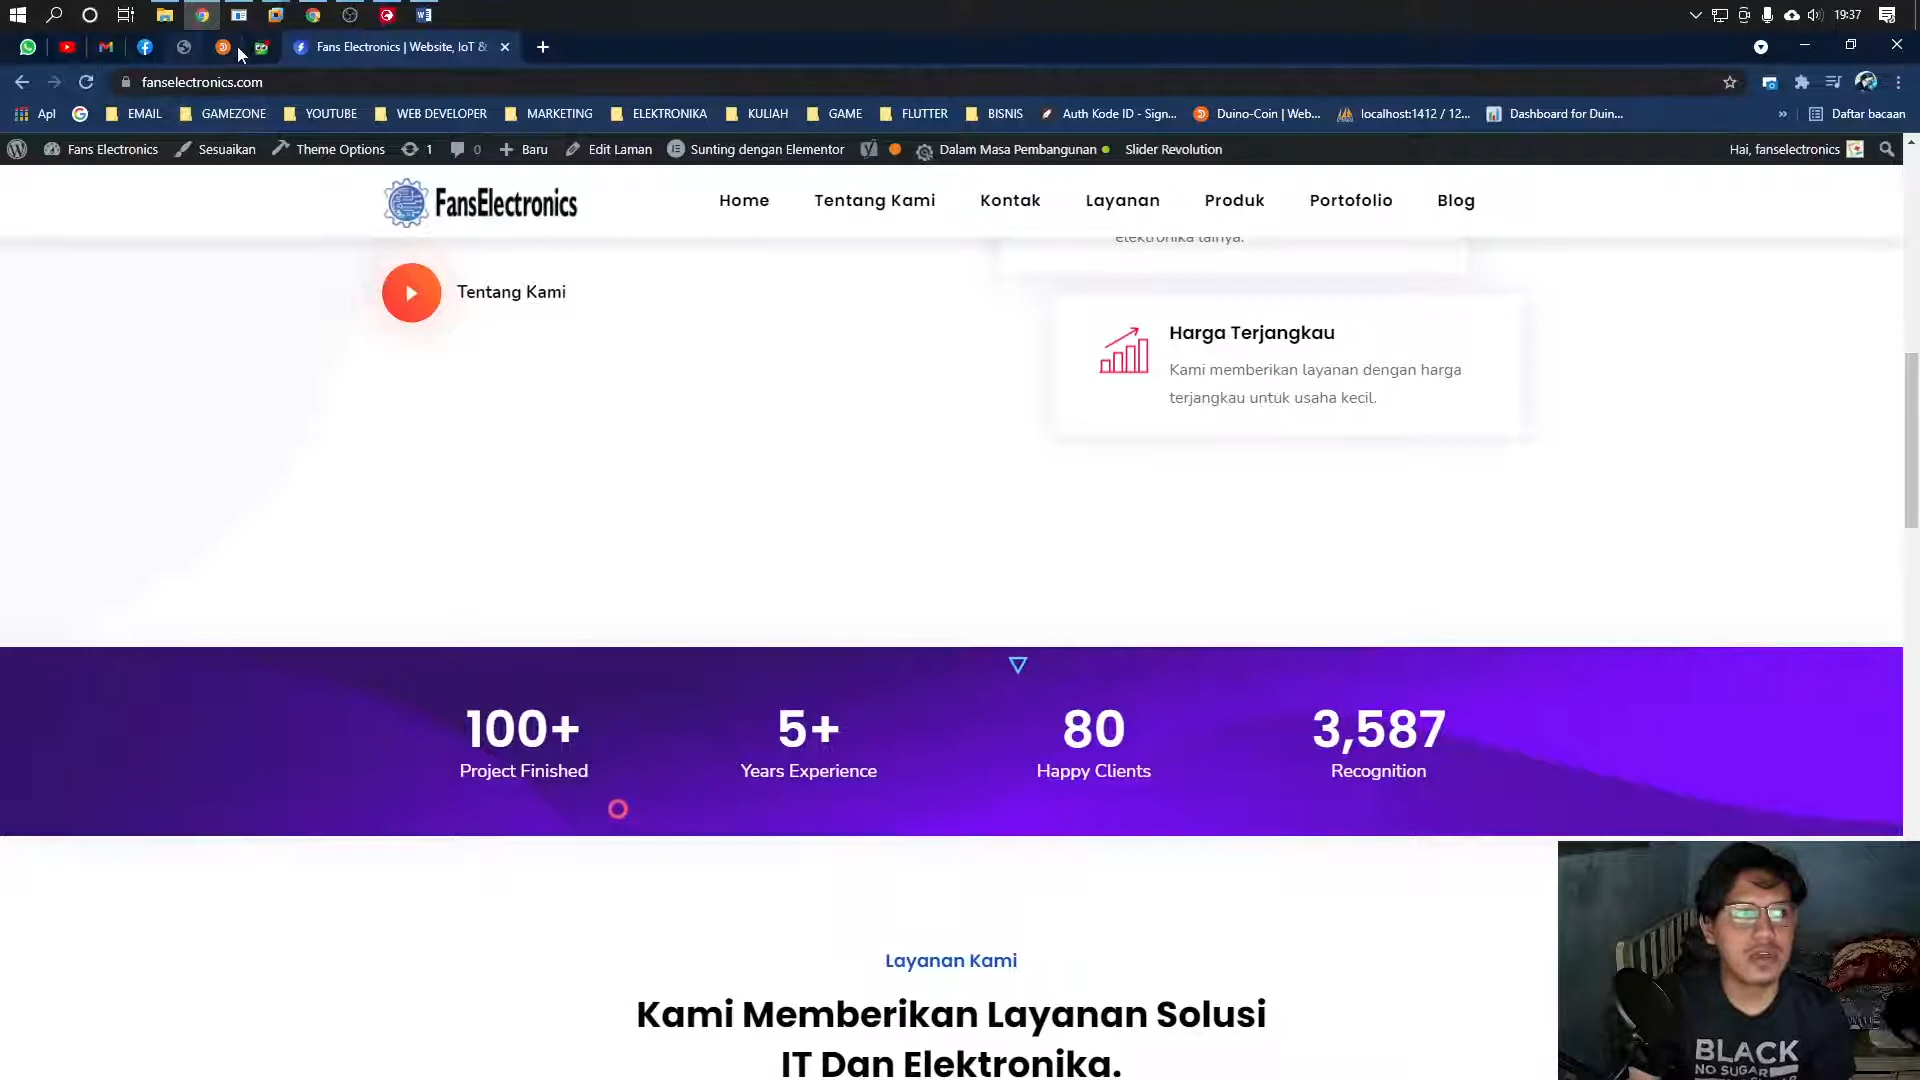 19:37
Fans Electronics | Website, IoT &
fanselectronics.com
Apl
EMAIL
GAMEZONE
YOUTUBE
WEB DEVELOPER
MARKETING
ELEKTRONIKA
KULIAH
GAME
FLUTTER
BISNIS
Auth Kode ID - Sign...
Duino-Coin | Web...
localhost:1412 / 12...
Dashboard for Duin...
»
Daftar bacaan
Fans Electronics
Sesuaikan
Theme Options
1
0
Baru
Edit Laman
Sunting dengan Elementor
Dalam Masa Pembangunan
Slider Revolution
Hai, fanselectronics
FansElectronics
Home
Tentang Kami
Kontak
Layanan
Produk
Portofolio
Blog
elektronika lainya.
Tentang Kami
Harga Terjangkau
Kami memberikan layanan dengan harga
terjangkau untuk usaha kecil.
100+
Project Finished
5+
Years Experience
80
Happy Clients
3,587
Recognition
Layanan Kami
Kami Memberikan Layanan Solusi
IT Dan Elektronika.
BLACK
NO SUGAR